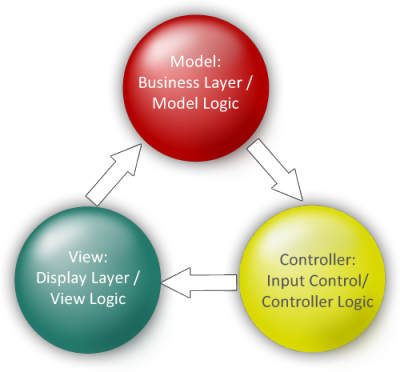 Model:
Business Layer /
Model Logic
View:
Display Layer /
View Logic
Controller:
Input Control/
Controller Logic